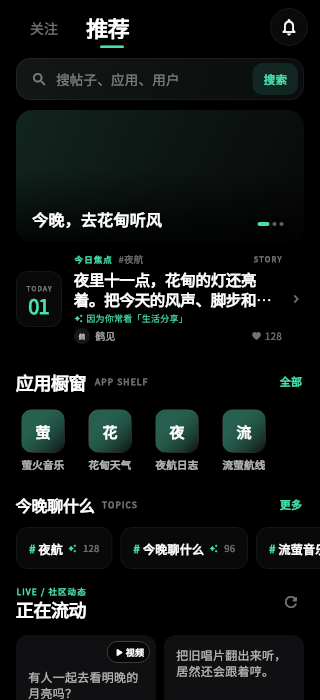 关注 推荐
搜帖子、应用、用户 搜索
今晚，去花甸听风
今日焦点 #夜航 STORY
TODAY
01
夜里十一点，花甸的灯还亮
着。把今天的风声、脚步和…
因为你常看「生活分享」
鹤 鹤见 128
应用橱窗 APP SHELF 全部
萤 花 夜 流
萤火音乐 花甸天气 夜航日志 流萤航线
今晚聊什么 TOPICS 更多
#夜航 128 #今晚聊什么 96 #流萤音乐
LIVE / 社区动态
正在流动
视频
有人一起去看明晚的
月亮吗？
把旧唱片翻出来听，
居然还会跟着哼。